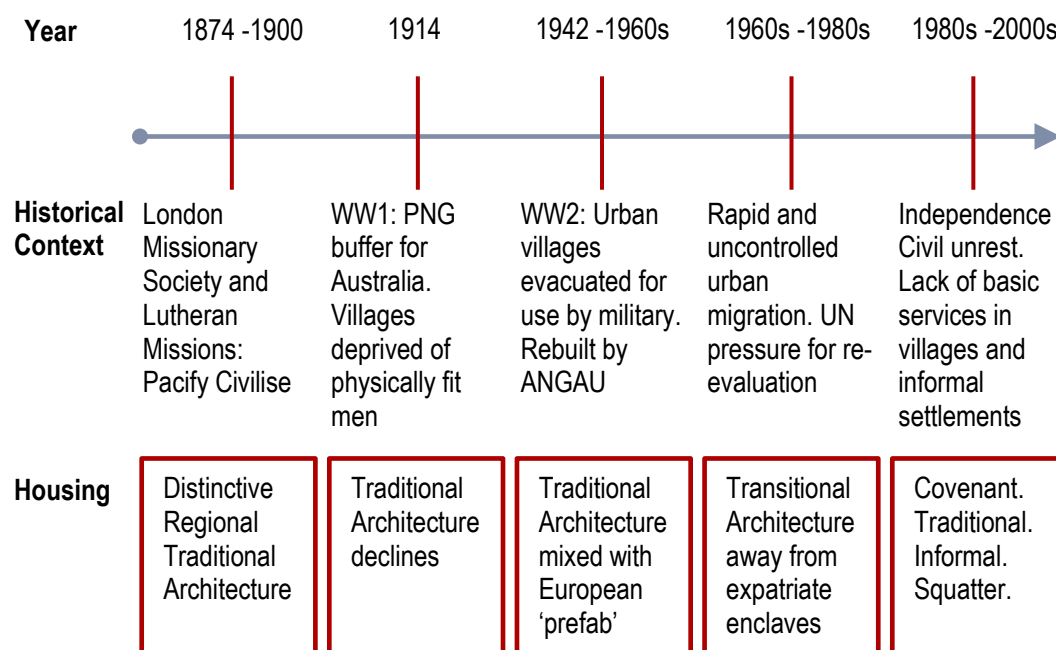 Year
1874 -1900
1914
1942 -1960s
1960s -1980s
1980s -2000s
Historical
Context
London
Missionary
Society and
Lutheran
Missions:
Pacify Civilise
WW1: PNG
buffer for
Australia.
Villages
deprived of
physically fit
men
WW2: Urban
villages
evacuated for
use by military.
Rebuilt by
ANGAU
Rapid and
uncontrolled
urban
migration. UN
pressure for re-
evaluation
Independence
Civil unrest.
Lack of basic
services in
villages and
informal
settlements
Housing
Distinctive
Regional
Traditional
Architecture
Traditional
Architecture
declines
Traditional
Architecture
mixed with
European
‘prefab’
Transitional
Architecture
away from
expatriate
enclaves
Covenant.
Traditional.
Informal.
Squatter.